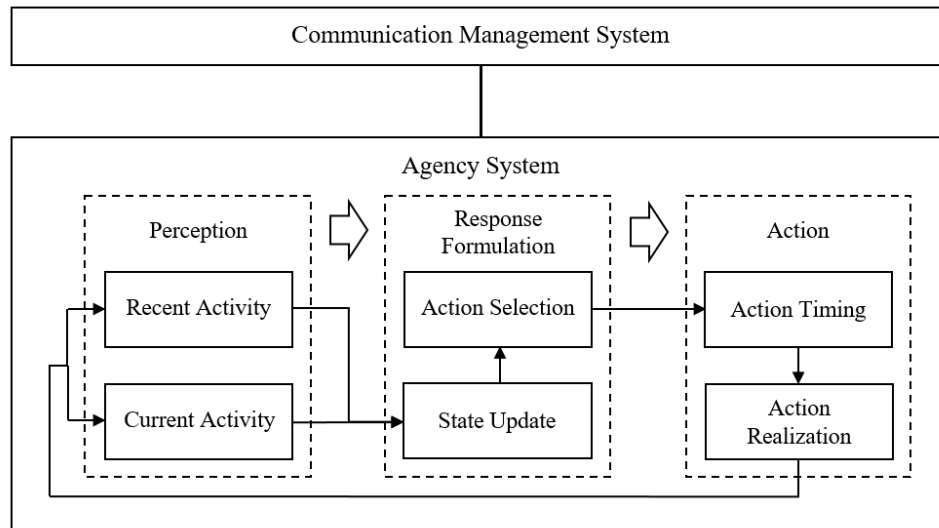 Communication Management System
Agency System
Perception
Recent Activity
Current Activity
Response
Formulation
Action Selection
State Update
Action
Action Timing
Action
Realization